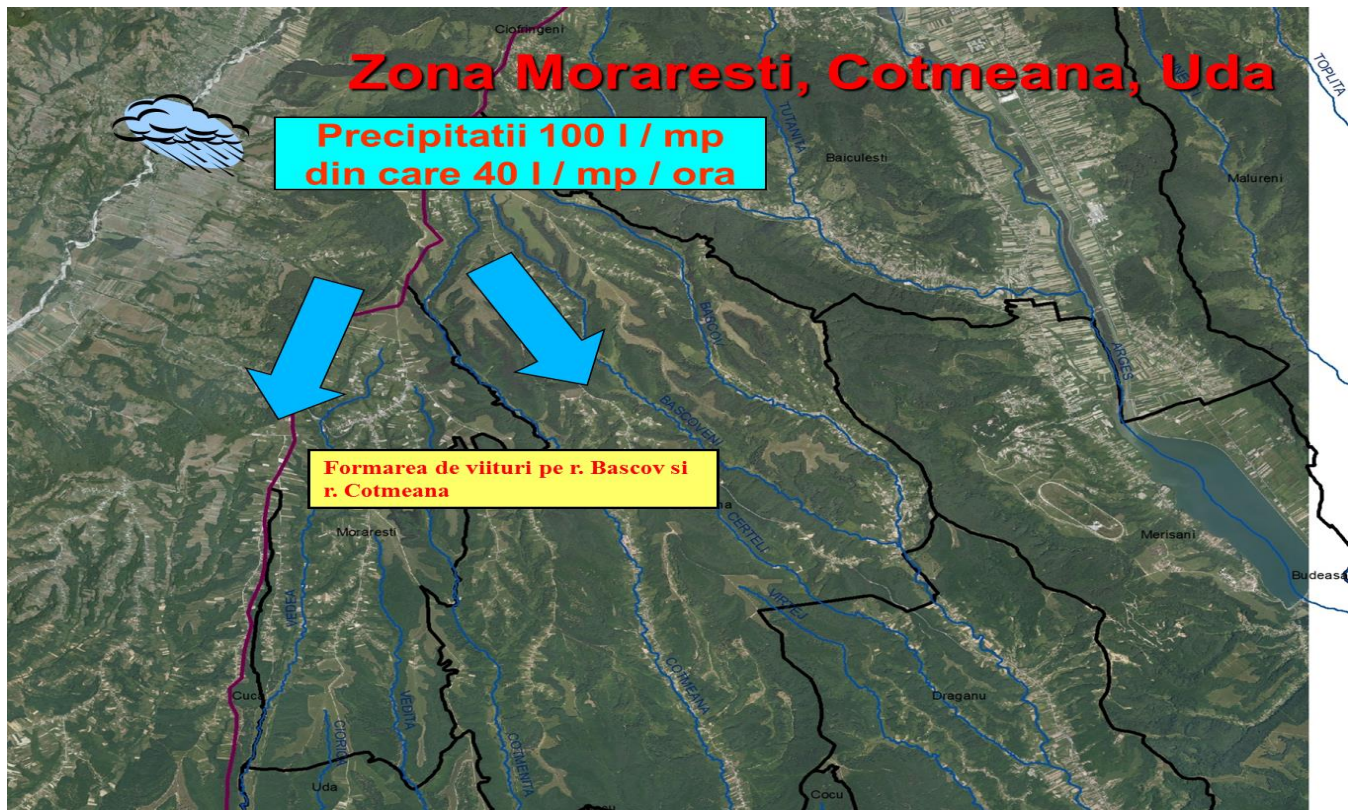 Ciofringeni
Zona Moraresti, Cotmeana, Uda
TOPLITA
Precipitatii 100 l / mp
din care 40 l / mp / ora
TUTANITA
Baiculesti
Malureni
BASCOV
ARGES
BASCOVENI
Formarea de viituri pe r. Bascov si
r. Cotmeana
Moraresti
CERTELI
Merisani
Budeasa
VIRTEJ
VEDEA
COTMEANA
Cuca
VEDITA
Draganu
COTMENITA
Uda
Cocu